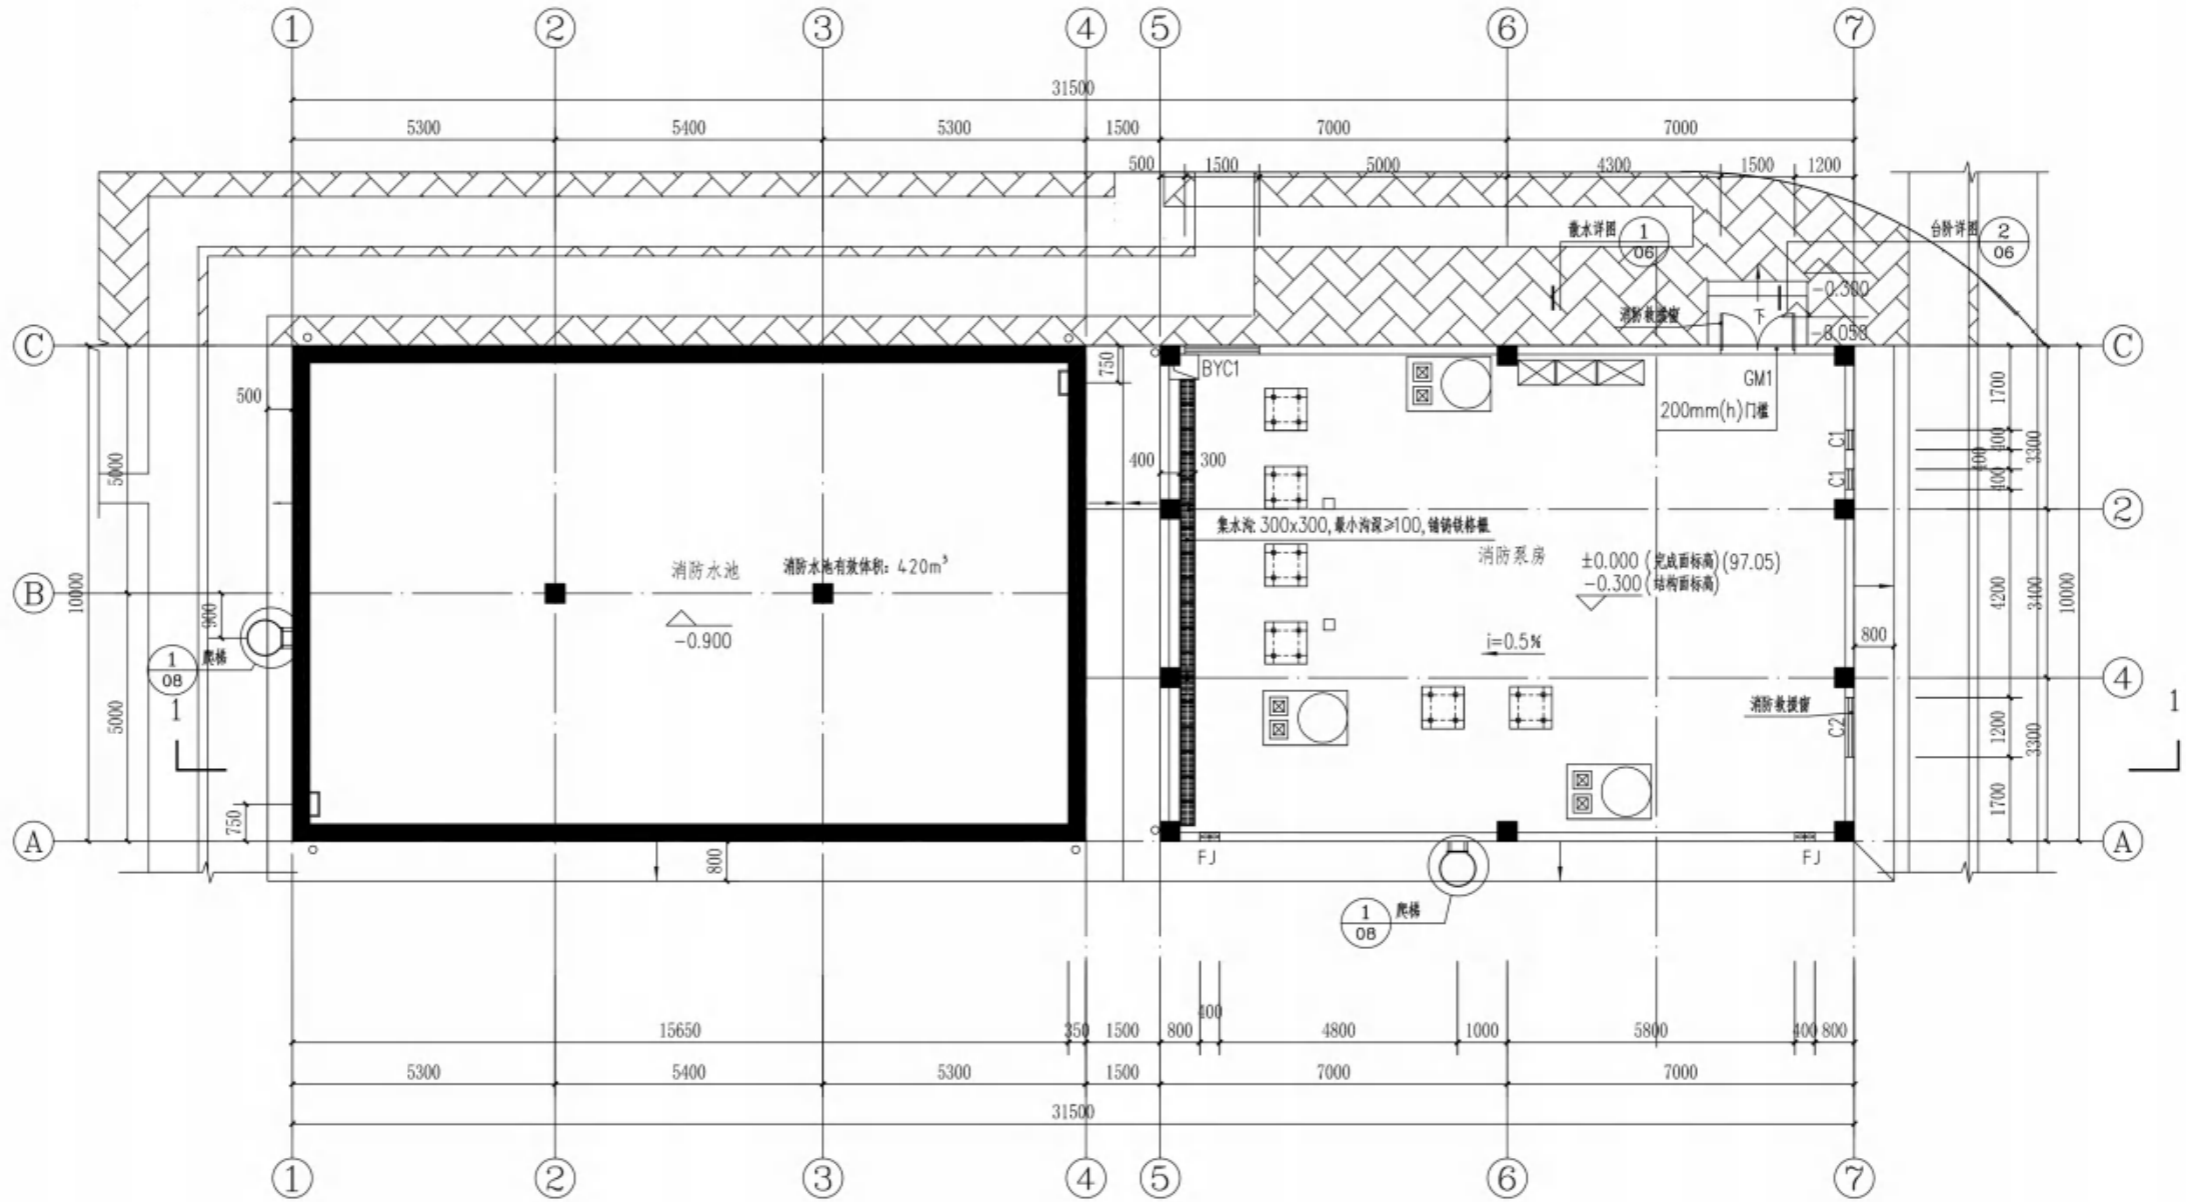 ① ② ③ ④ ⑤ ⑥ ⑦
31500
5300 5400 5300 1500 7000 7000
500 1500 5000 4300 1500 1200
散水详图 1 06
台阶详图 2 06
-0.300
消防救援窗 下
-0.050
Ⓒ Ⓒ
750
BYC1
GM1
200mm(h)门槛
1700
500
400 300
C1
400
400
3300
C1
400
5000
②
集水沟: 300x300, 最小沟深≥100, 铺铸铁格栅
消防泵房
±0.000 (完成面标高) (97.05)
-0.300 (结构面标高)
消防水池
消防水池有效体积: 420m³
10000
Ⓑ
4200 3400 10000
900
-0.900
i=0.5%
800
1 08 爬梯
④
1
消防救援窗
1
5000
C2
1200
3300
1700
750
Ⓐ Ⓐ
800
FJ FJ
1 08 爬梯
400
15650 350 1500 800 4800 1000 5800 400 800
5300 5400 5300 1500 7000 7000
31500
① ② ③ ④ ⑤ ⑥ ⑦